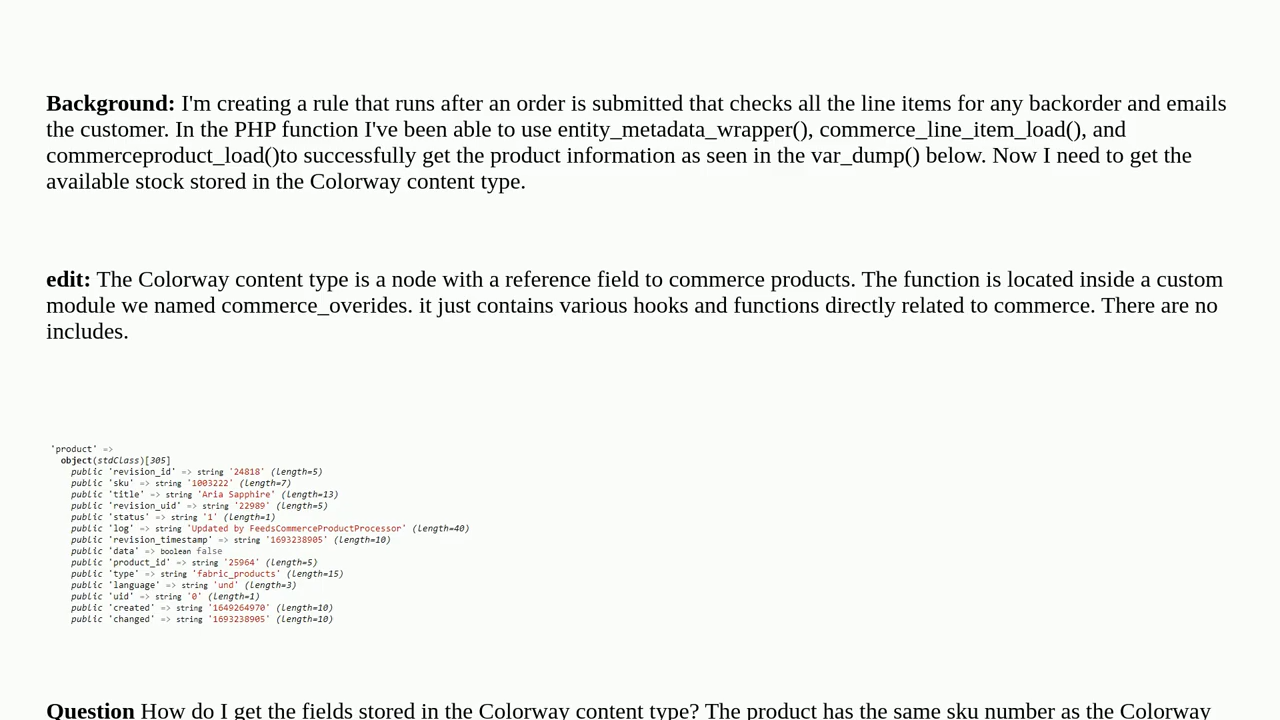 Background: I'm creating a rule that runs after an order is submitted that checks all the line items for any backorder and emails
the customer. In the PHP function I've been able to use entity_metadata_wrapper(), commerce_line_item_load(), and
commerceproduct_load()to successfully get the product information as seen in the var_dump() below. Now I need to get the
available stock stored in the Colorway content type.
edit: The Colorway content type is a node with a reference field to commerce products. The function is located inside a custom
module we named commerce_overides. it just contains various hooks and functions directly related to commerce. There are no
includes.
'product' =>
object(stdClass)[305]
public 'revision_id' => string '24818' (length=5)
public 'sku' => string '1003222' (length=7)
public 'title' => string 'Aria Sapphire' (length=13)
public 'revision_uid' => string '22989' (length=5)
public 'status' => string '1' (length=1)
public 'log' => string 'Updated by FeedsCommerceProductProcessor' (length=40)
public 'revision_timestamp' => string '1693238905' (length=10)
public 'data' => boolean false
public 'product_id' => string '25964' (length=5)
public 'type' => string 'fabric_products' (length=15)
public 'language' => string 'und' (length=3)
public 'uid' => string '0' (length=1)
public 'created' => string '1649264970' (length=10)
public 'changed' => string '1693238905' (length=10)
Question How do I get the fields stored in the Colorway content type? The product has the same sku number as the Colorway